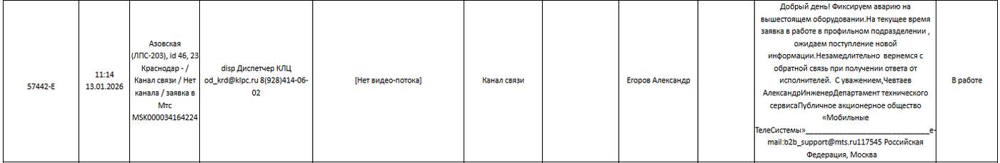 57442-E
11:14
13.01.2026
Азовская
(ЛПС-203), id 46, 23
Краснодар - /
Канал связи / Нет
канала / заявка в
Мтс
MSK000034164224
disp Диспетчер КЛЦ
od_krd@klpc.ru 8(928)414-06-
02
[Нет видео-потока]
Канал связи
Егоров Александр
Добрый день! Фиксируем аварию на
вышестоящем оборудовании.На текущее время
заявка в работе в профильном подразделении ,
ожидаем поступление новой
информации.Незамедлительно вернемся с
обратной связь при получении ответа от
исполнителей. С уважением,Чевтаев
АлександрИнженерДепартамент технического
сервисаПубличное акционерное общество
«Мобильные
ТелеСистемы»_____________________________e-
mail:b2b_support@mts.ru117545 Российская
Федерация, Москва
В работе